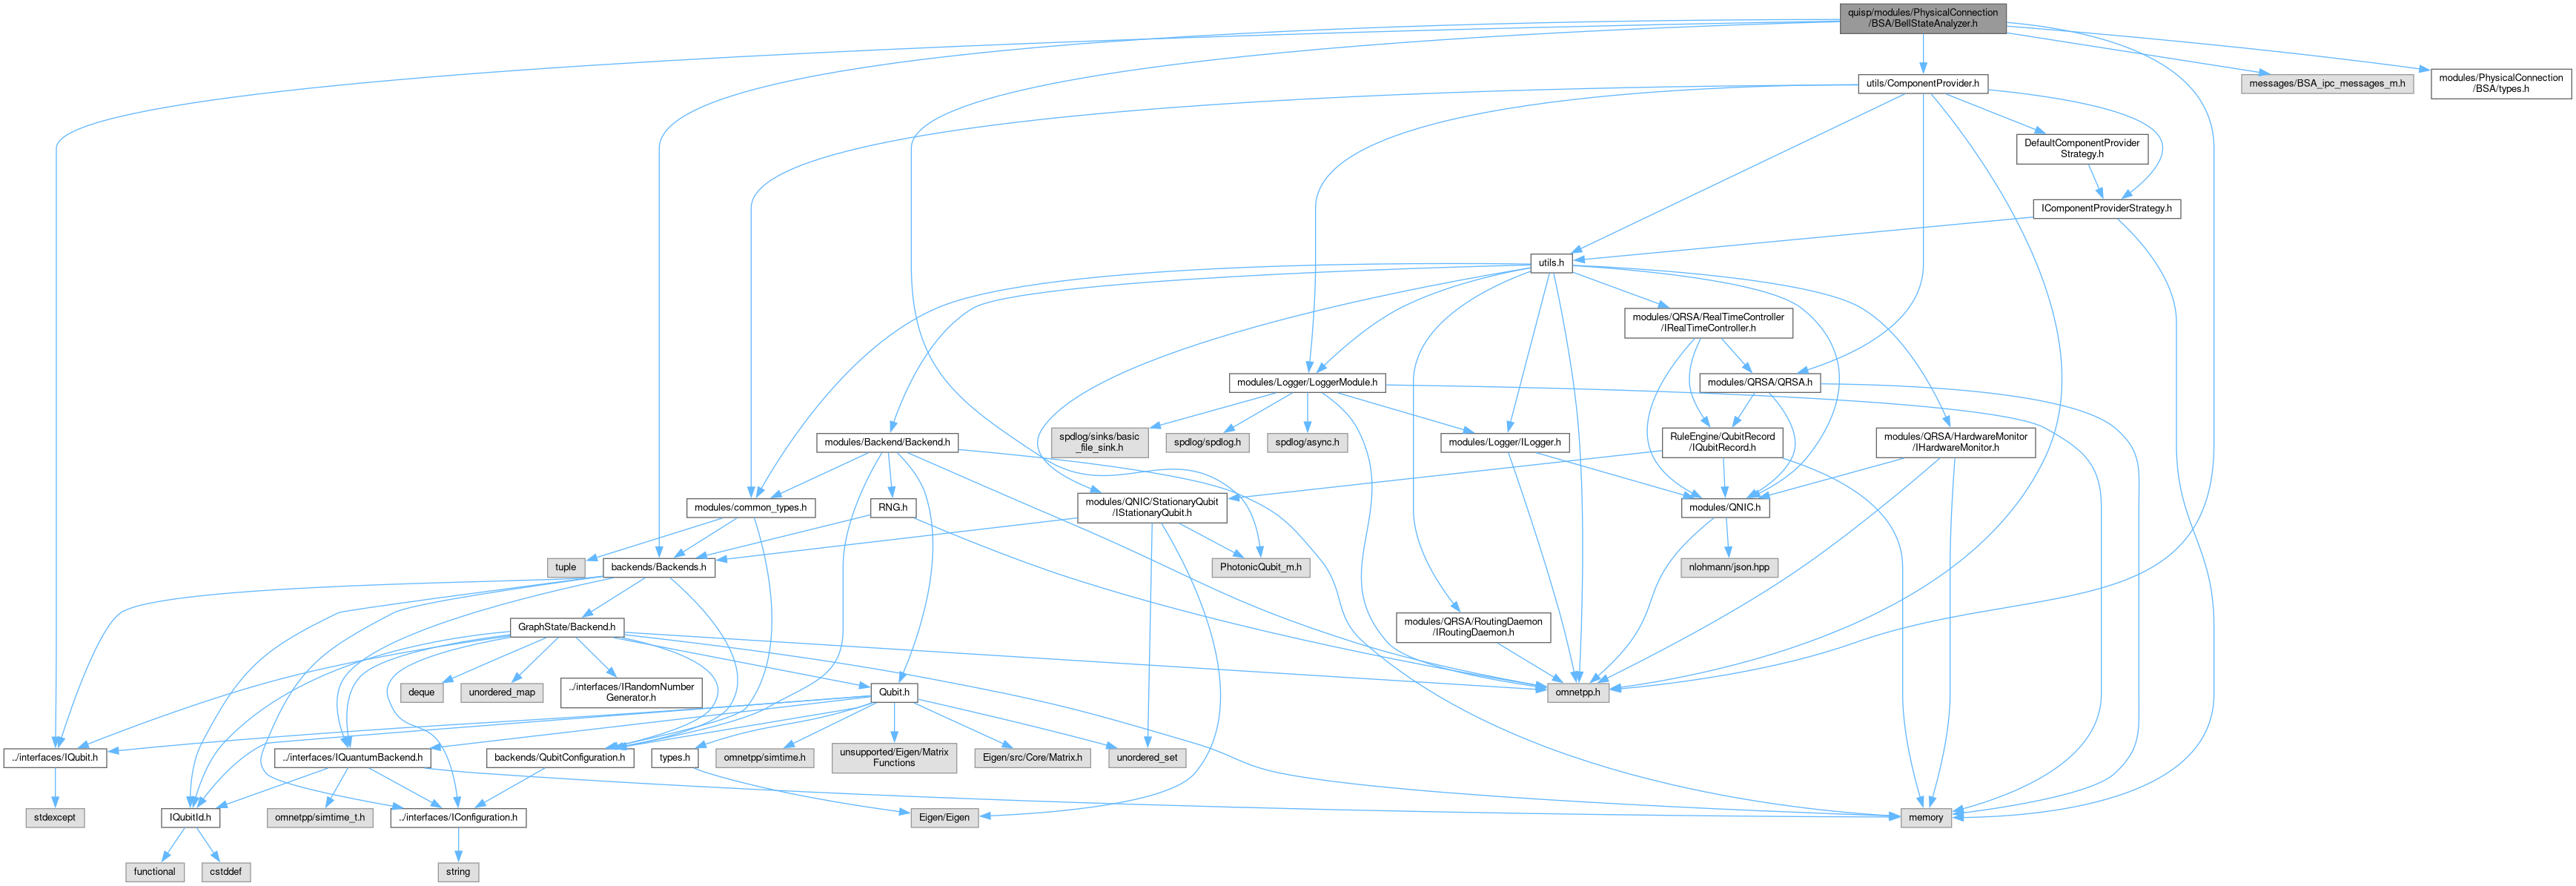 quisp/modules/PhysicalConnection
/BSA/BellStateAnalyzer.h
utils/ComponentProvider.h
messages/BSA_ipc_messages_m.h
modules/PhysicalConnection
/BSA/types.h
DefaultComponentProvider
Strategy.h
IComponentProviderStrategy.h
utils.h
modules/QRSA/RealTimeController
/IRealTimeController.h
modules/Logger/LoggerModule.h
modules/QRSA/QRSA.h
modules/Backend/Backend.h
spdlog/sinks/basic
_file_sink.h
spdlog/spdlog.h
spdlog/async.h
modules/Logger/ILogger.h
RuleEngine/QubitRecord
/IQubitRecord.h
modules/QRSA/HardwareMonitor
/IHardwareMonitor.h
modules/common_types.h
RNG.h
modules/QNIC/StationaryQubit
/IStationaryQubit.h
modules/QNIC.h
tuple
backends/Backends.h
PhotonicQubit_m.h
nlohmann/json.hpp
GraphState/Backend.h
modules/QRSA/RoutingDaemon
/IRoutingDaemon.h
deque
unordered_map
../interfaces/IRandomNumber
Generator.h
Qubit.h
omnetpp.h
../interfaces/IQubit.h
../interfaces/IQuantumBackend.h
backends/QubitConfiguration.h
types.h
omnetpp/simtime.h
unsupported/Eigen/Matrix
Functions
Eigen/src/Core/Matrix.h
unordered_set
stdexcept
IQubitId.h
omnetpp/simtime_t.h
../interfaces/IConfiguration.h
Eigen/Eigen
memory
functional
cstddef
string